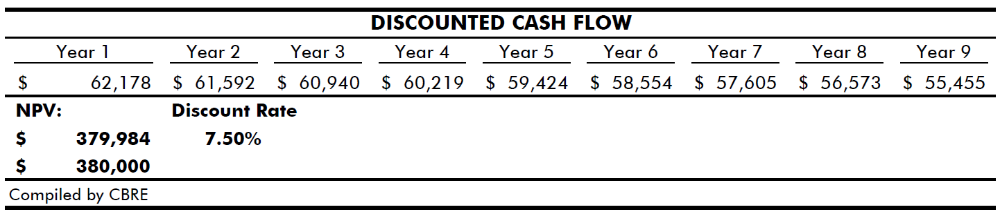 DISCOUNTED CASH FLOW
Year 1 Year 2 Year 3 Year 4 Year 5 Year 6 Year 7 Year 8 Year 9
$ 62,178 $ 61,592 $ 60,940 $ 60,219 $ 59,424 $ 58,554 $ 57,605 $ 56,573 $ 55,455
NPV: Discount Rate
$ 379,984 7.50%
$ 380,000
Compiled by CBRE